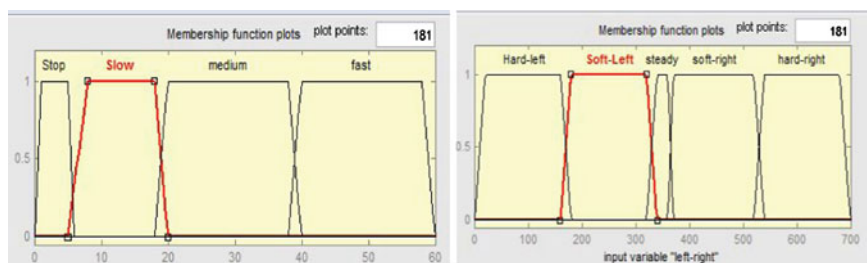 Membership function plots plot points: 181
Stop Slow medium fast
1
0.5
0
0 10 20 30 40 50 60
Membership function plots plot points: 181
Hard-left Soft-Left steady soft-right hard-right
1
0.5
0
0 100 200 300 400 500 600 700
input variable "left-right"